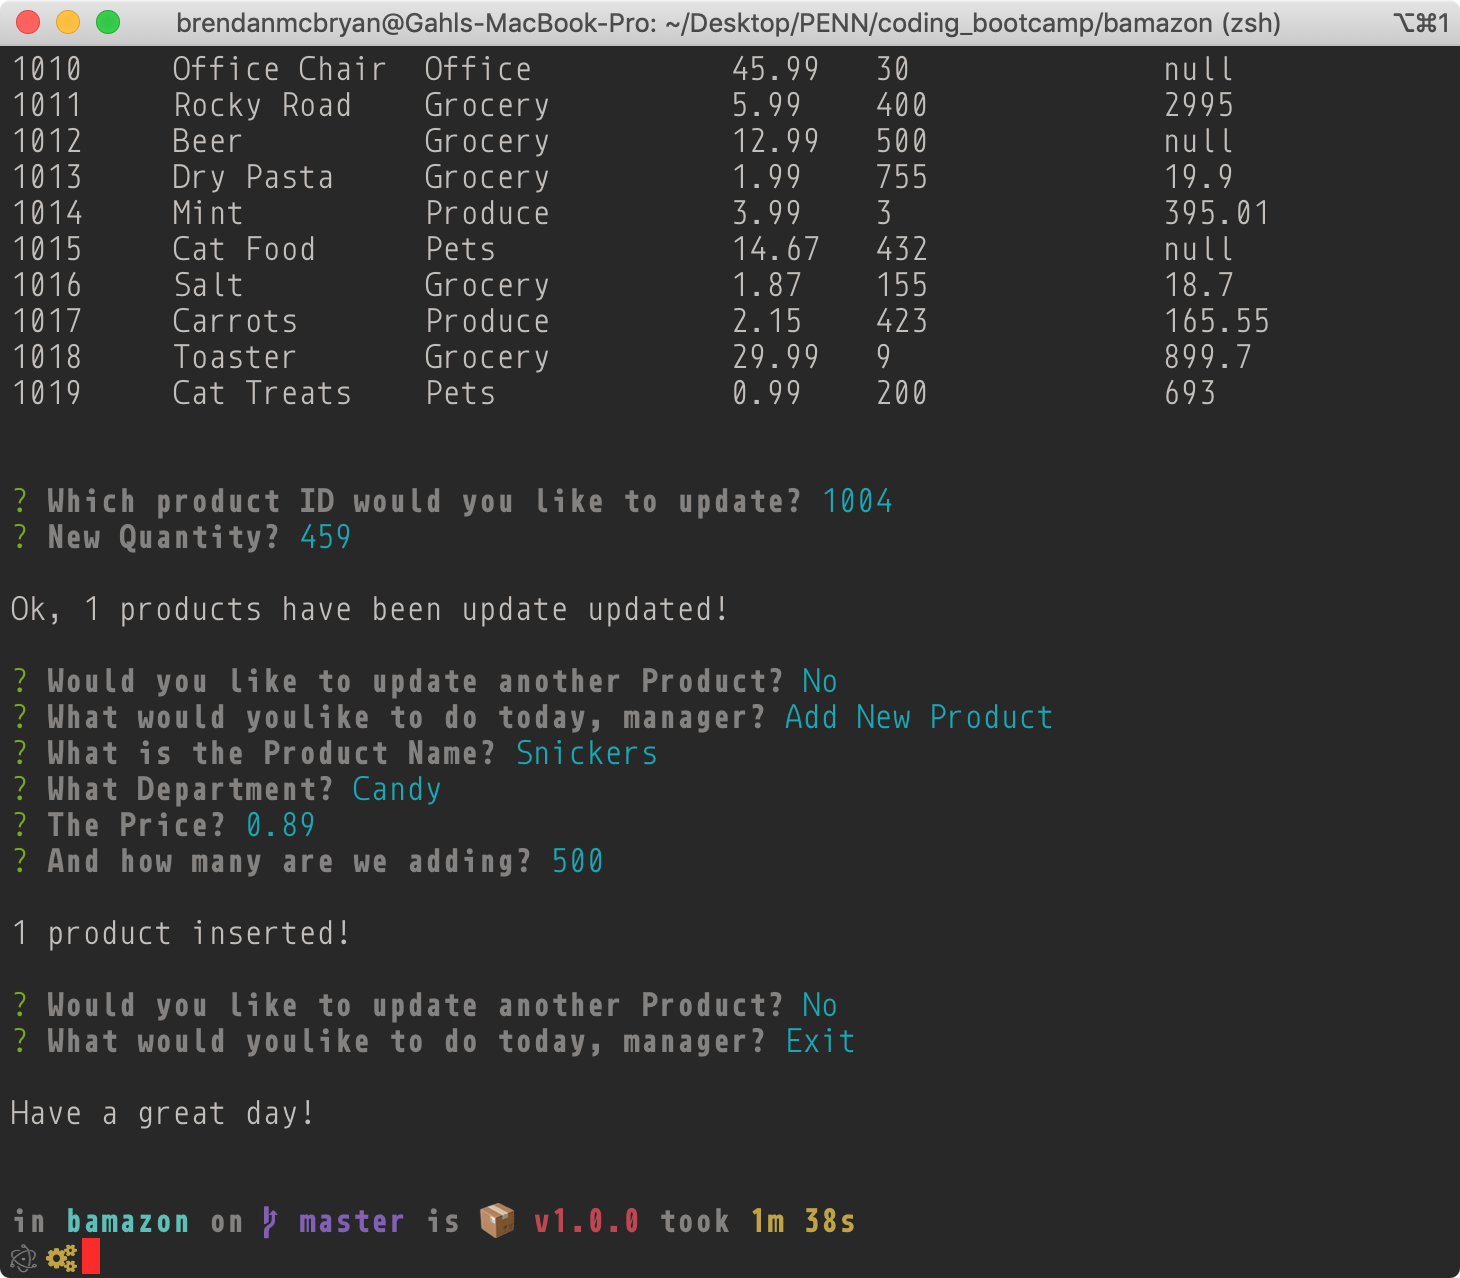 brendanmcbryan@Gahls-MacBook-Pro: ~/Desktop/PENN/coding_bootcamp/bamazon (zsh) ⌥⌘1
1010 Office Chair Office 45.99 30 null
1011 Rocky Road Grocery 5.99 400 2995
1012 Beer Grocery 12.99 500 null
1013 Dry Pasta Grocery 1.99 755 19.9
1014 Mint Produce 3.99 3 395.01
1015 Cat Food Pets 14.67 432 null
1016 Salt Grocery 1.87 155 18.7
1017 Carrots Produce 2.15 423 165.55
1018 Toaster Grocery 29.99 9 899.7
1019 Cat Treats Pets 0.99 200 693
? Which product ID would you like to update? 1004
? New Quantity? 459
Ok, 1 products have been update updated!
? Would you like to update another Product? No
? What would youlike to do today, manager? Add New Product
? What is the Product Name? Snickers
? What Department? Candy
? The Price? 0.89
? And how many are we adding? 500
1 product inserted!
? Would you like to update another Product? No
? What would youlike to do today, manager? Exit
Have a great day!
in bamazon on master is 📦 v1.0.0 took 1m 38s